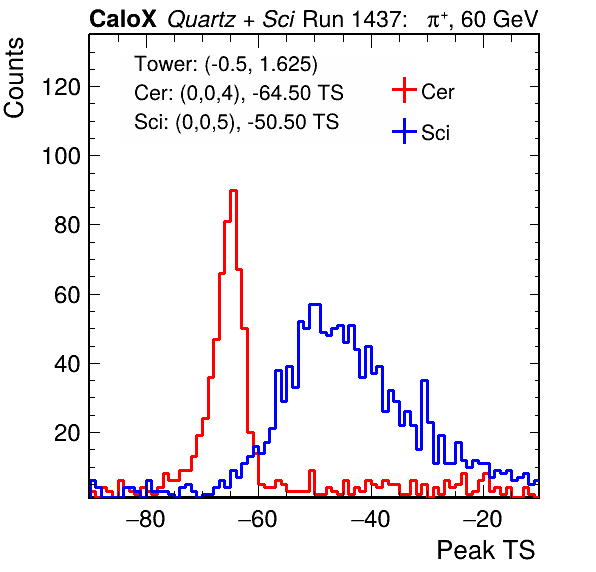 CaloX Quartz + Sci Run 1437: π⁺, 60 GeV
Counts
Tower: (-0.5, 1.625)
Cer: (0,0,4), -64.50 TS
Sci: (0,0,5), -50.50 TS
Cer
Sci
120
100
80
60
40
20
−80 −60 −40 −20
Peak TS